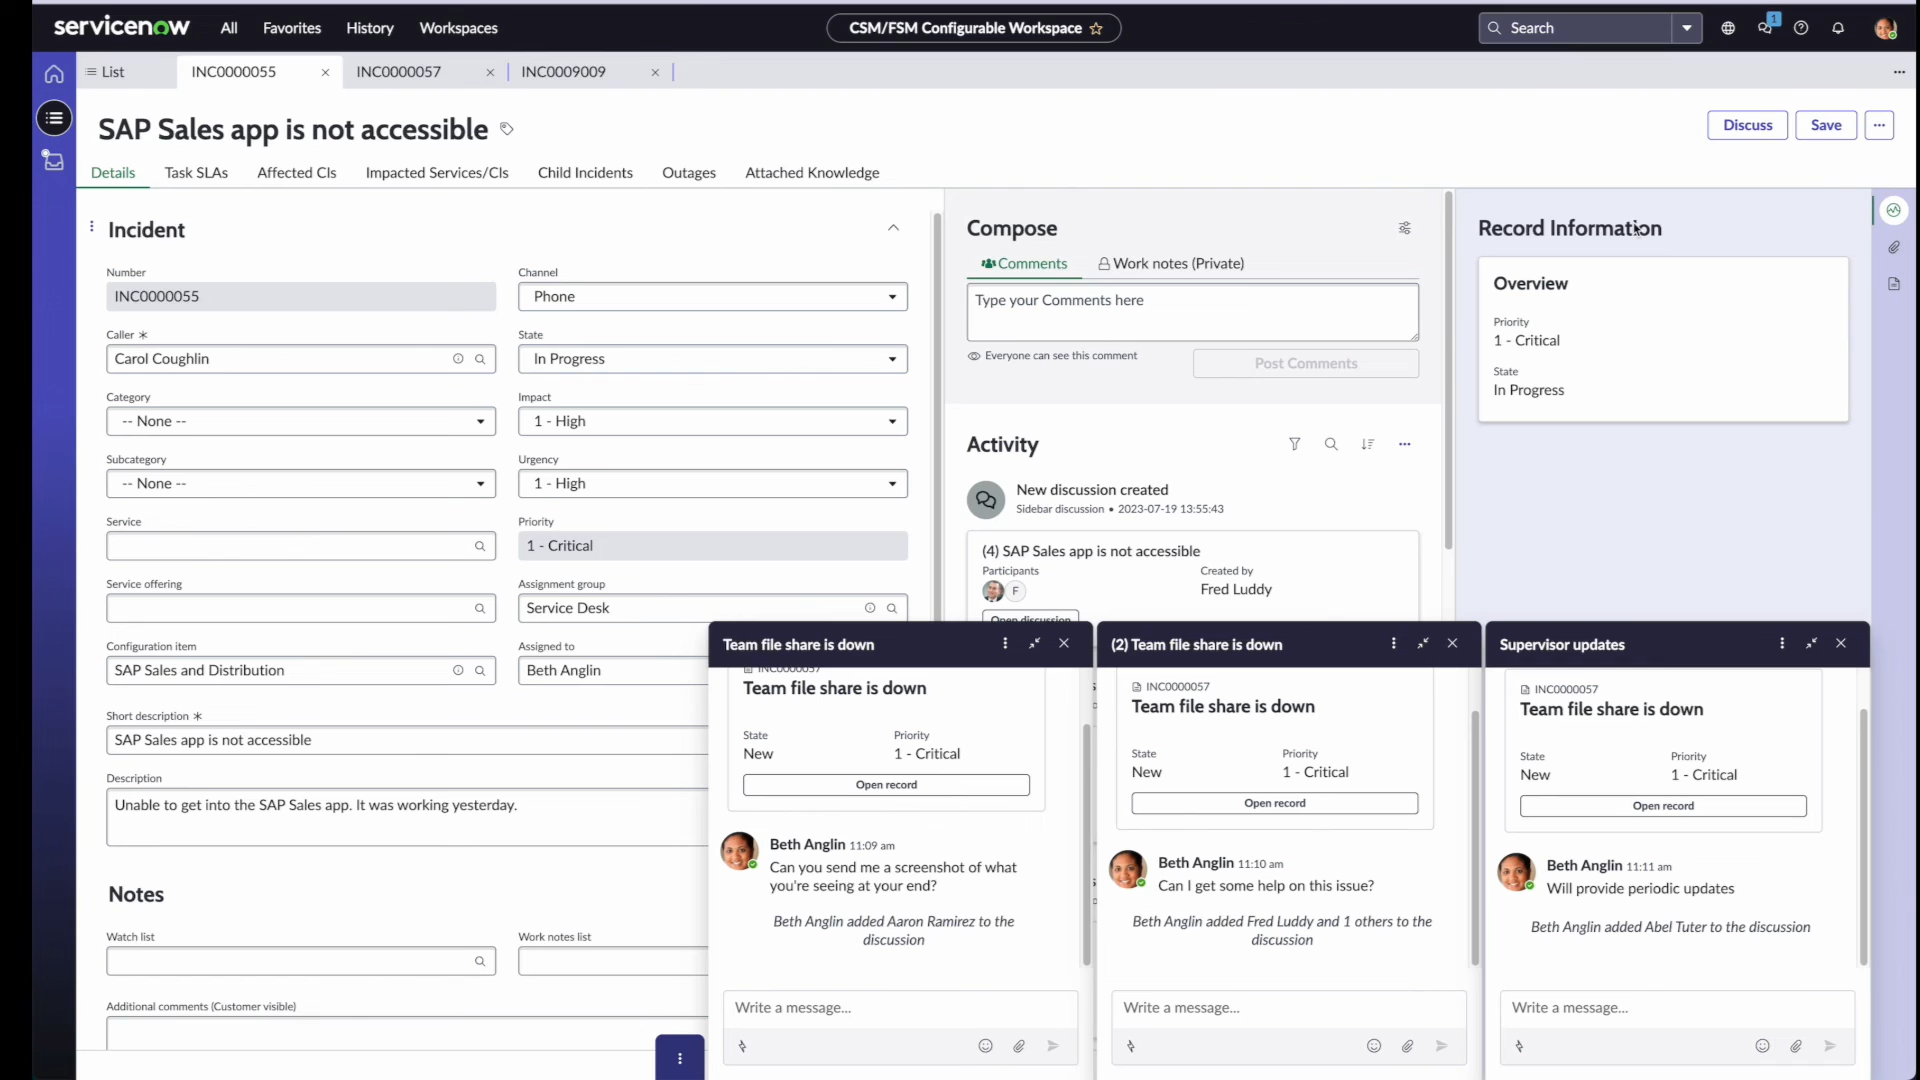 servicenow
All
Favorites
History
Workspaces
CSM/FSM Configurable Workspace
Search
1
List
INC0000055
INC0000057
INC0009009
SAP Sales app is not accessible
Discuss
Save
Details
Task SLAs
Affected CIs
Impacted Services/CIs
Child Incidents
Outages
Attached Knowledge
Incident
Number
INC0000055
Channel
Phone
Caller *
Carol Coughlin
State
In Progress
Category
-- None --
Impact
1 - High
Subcategory
-- None --
Urgency
1 - High
Service
Priority
1 - Critical
Service offering
Assignment group
Service Desk
Configuration item
SAP Sales and Distribution
Assigned to
Beth Anglin
Short description *
SAP Sales app is not accessible
Description
Unable to get into the SAP Sales app. It was working yesterday.
Notes
Watch list
Work notes list
Additional comments (Customer visible)
Compose
Comments
Work notes (Private)
Type your Comments here
Everyone can see this comment
Post Comments
Activity
New discussion created
Sidebar discussion • 2023-07-19 13:55:43
(4) SAP Sales app is not accessible
Participants
F
Created by
Fred Luddy
Open discussion
Record Information
Overview
Priority
1 - Critical
State
In Progress
Team file share is down
INC0000057
Team file share is down
State
New
Priority
1 - Critical
Open record
Beth Anglin 11:09 am
Can you send me a screenshot of what
you're seeing at your end?
Beth Anglin added Aaron Ramirez to the
discussion
Write a message...
(2) Team file share is down
INC0000057
Team file share is down
State
New
Priority
1 - Critical
Open record
Beth Anglin 11:10 am
Can I get some help on this issue?
Beth Anglin added Fred Luddy and 1 others to the
discussion
Write a message...
Supervisor updates
INC0000057
Team file share is down
State
New
Priority
1 - Critical
Open record
Beth Anglin 11:11 am
Will provide periodic updates
Beth Anglin added Abel Tuter to the discussion
Write a message...